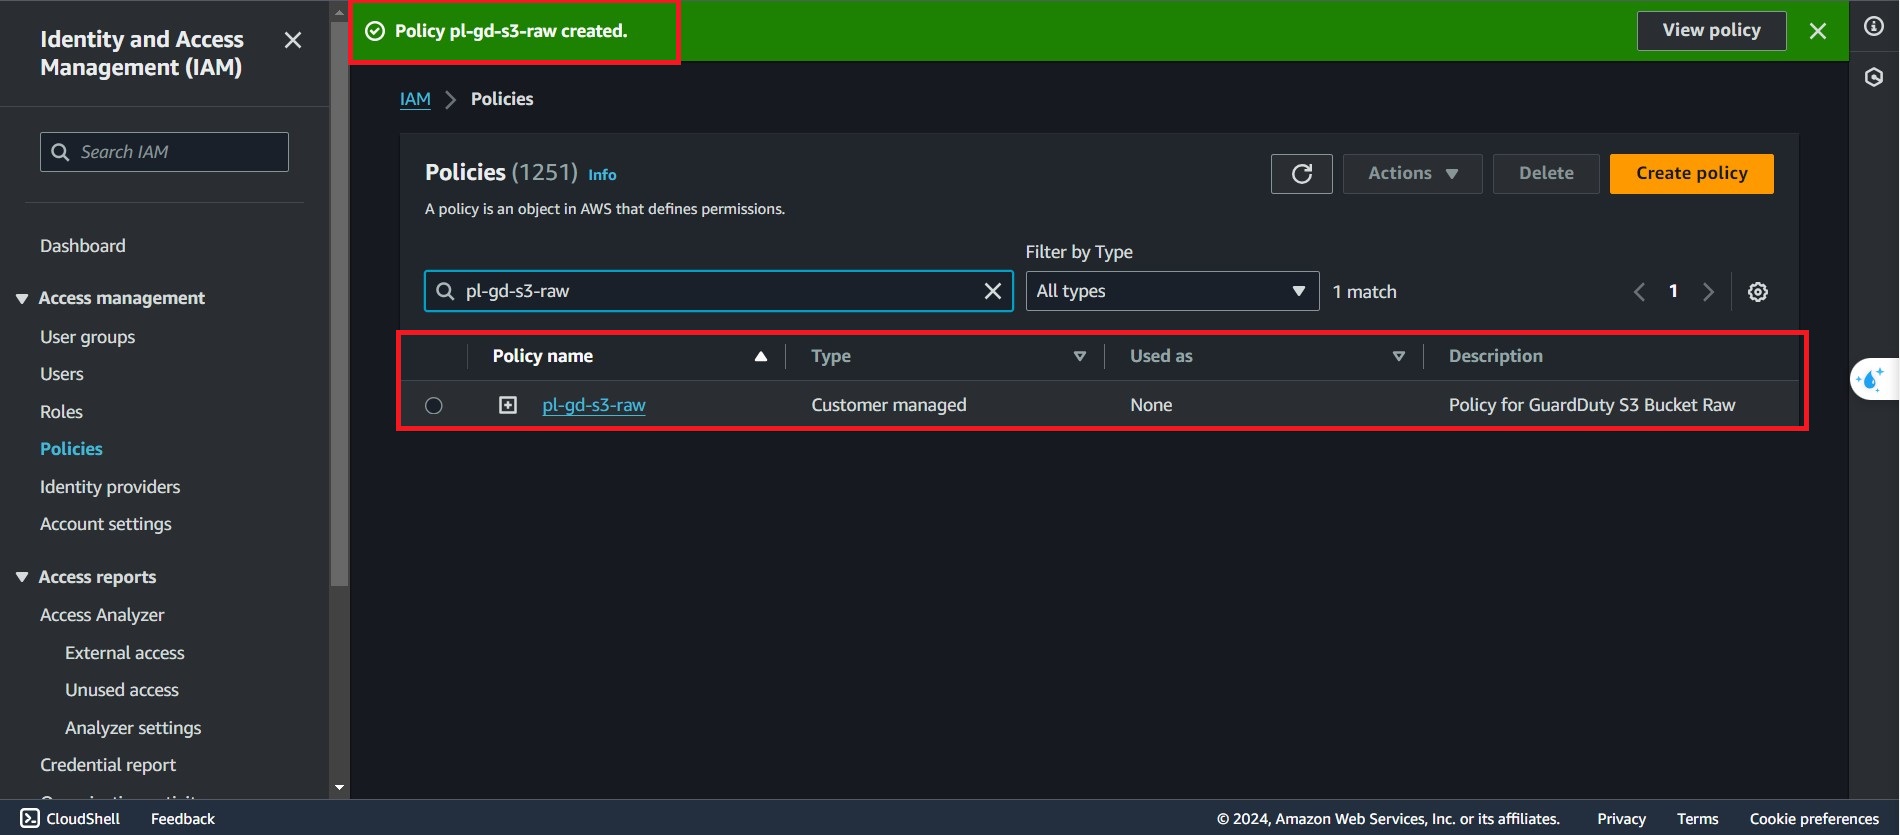 Identity and Access
Management (IAM)
Search IAM
Dashboard
Access management
User groups
Users
Roles
Policies
Identity providers
Account settings
Access reports
Access Analyzer
External access
Unused access
Analyzer settings
Credential report
Policy pl-gd-s3-raw created.
View policy
IAM
Policies
Policies (1251) Info
Actions
Delete
Create policy
A policy is an object in AWS that defines permissions.
Filter by Type
pl-gd-s3-raw
All types
1 match
1
Policy name
Type
Used as
Description
pl-gd-s3-raw
Customer managed
None
Policy for GuardDuty S3 Bucket Raw
CloudShell
Feedback
© 2024, Amazon Web Services, Inc. or its affiliates.
Privacy
Terms
Cookie preferences